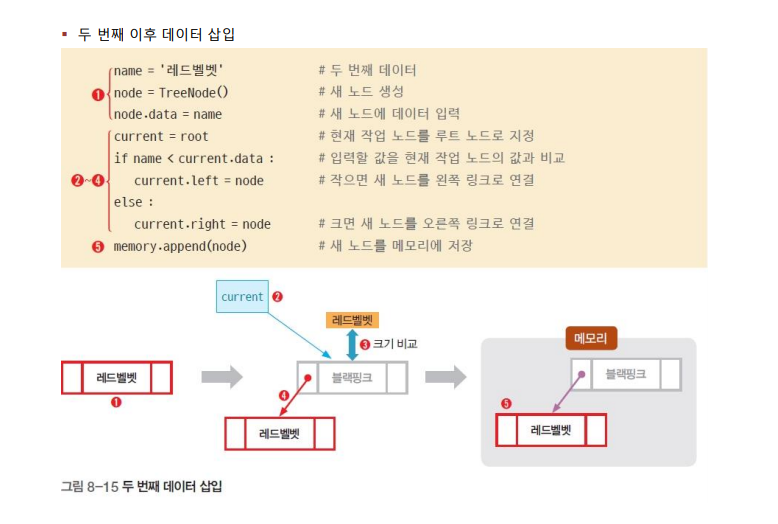 ▪ 두 번째 이후 데이터 삽입
❶ name = '레드벨벳' # 두 번째 데이터
node = TreeNode() # 새 노드 생성
node.data = name # 새 노드에 데이터 입력
❷~❹ current = root # 현재 작업 노드를 루트 노드로 지정
if name < current.data : # 입력할 값을 현재 작업 노드의 값과 비교
current.left = node # 작으면 새 노드를 왼쪽 링크로 연결
else :
current.right = node # 크면 새 노드를 오른쪽 링크로 연결
❺ memory.append(node) # 새 노드를 메모리에 저장
current ❷
레드벨벳
❸ 크기 비교
레드벨벳
❶
블랙핑크
❹
레드벨벳
메모리
블랙핑크
❺
레드벨벳
그림 8-15 두 번째 데이터 삽입